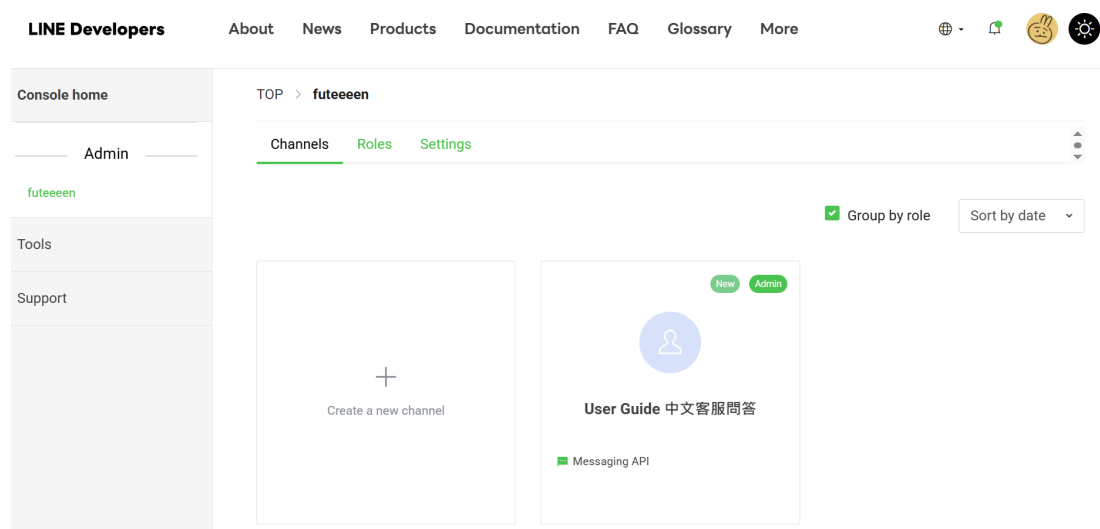 LINE Developers About News Products Documentation FAQ Glossary More
Console home
Admin
futeeeen
Tools
Support
TOP > futeeeen
Channels Roles Settings
Group by role Sort by date
Create a new channel
New Admin
User Guide 中文客服問答
Messaging API